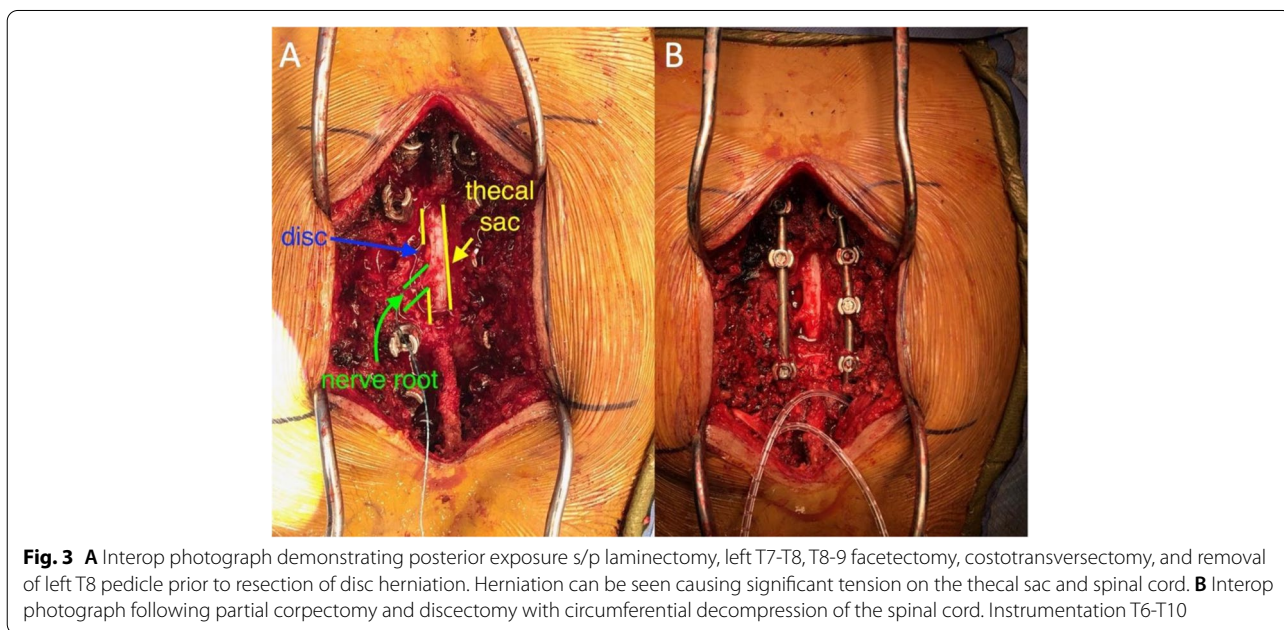 A
B
thecal
sac
disc
nerve root
Fig. 3 A Interop photograph demonstrating posterior exposure s/p laminectomy, left T7-T8, T8-9 facetectomy, costotransversectomy, and removal
of left T8 pedicle prior to resection of disc herniation. Herniation can be seen causing significant tension on the thecal sac and spinal cord. B Interop
photograph following partial corpectomy and discectomy with circumferential decompression of the spinal cord. Instrumentation T6-T10